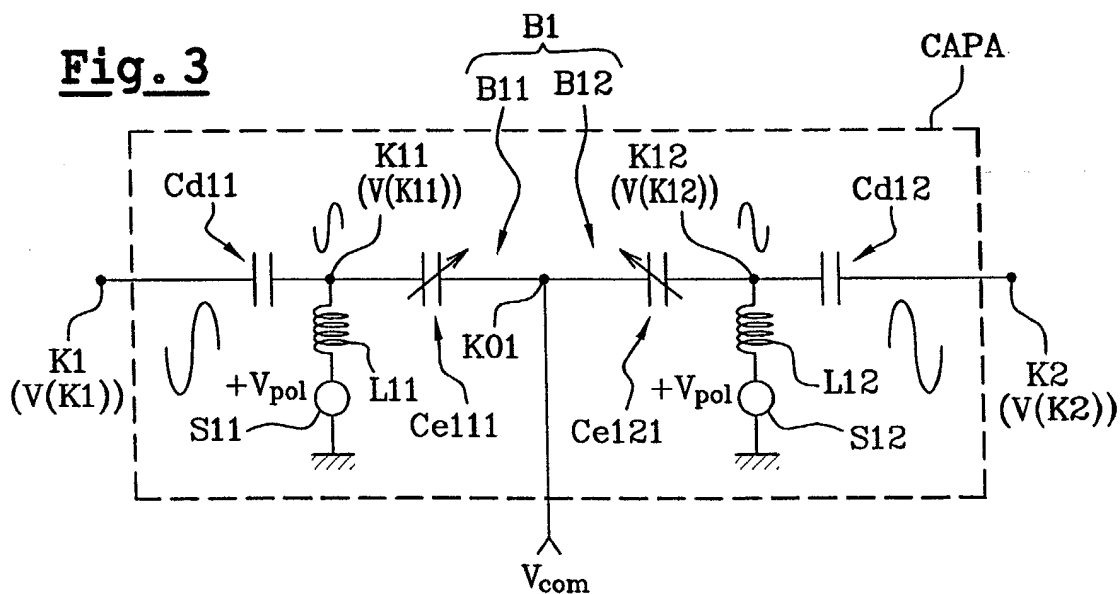 Fig. 3
B1
CAPA
B11 B12
K11
(V(K11))
K12
(V(K12))
Cd11
Cd12
K1
(V(K1))
K01
K2
(V(K2))
+Vpol
L11
S11
Ce111
Ce121
+Vpol
L12
S12
Vcom